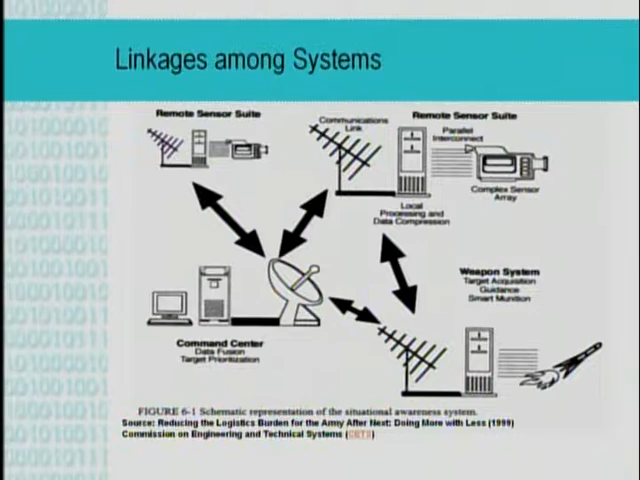 Linkages among Systems
Remote Sensor Suite
Communications
Link
Remote Sensor Suite
Parallel
Interconnect
Complex Sensor
Array
Local
Processing and
Data Compression
Weapon System
Target Acquisition
Guidance
Smart Munition
Command Center
Data Fusion
Target Prioritization
FIGURE 6-1 Schematic representation of the situational awareness system.
Source: Reducing the Logistics Burden for the Army After Next: Doing More with Less (1999)
Commission on Engineering and Technical Systems (CETS)